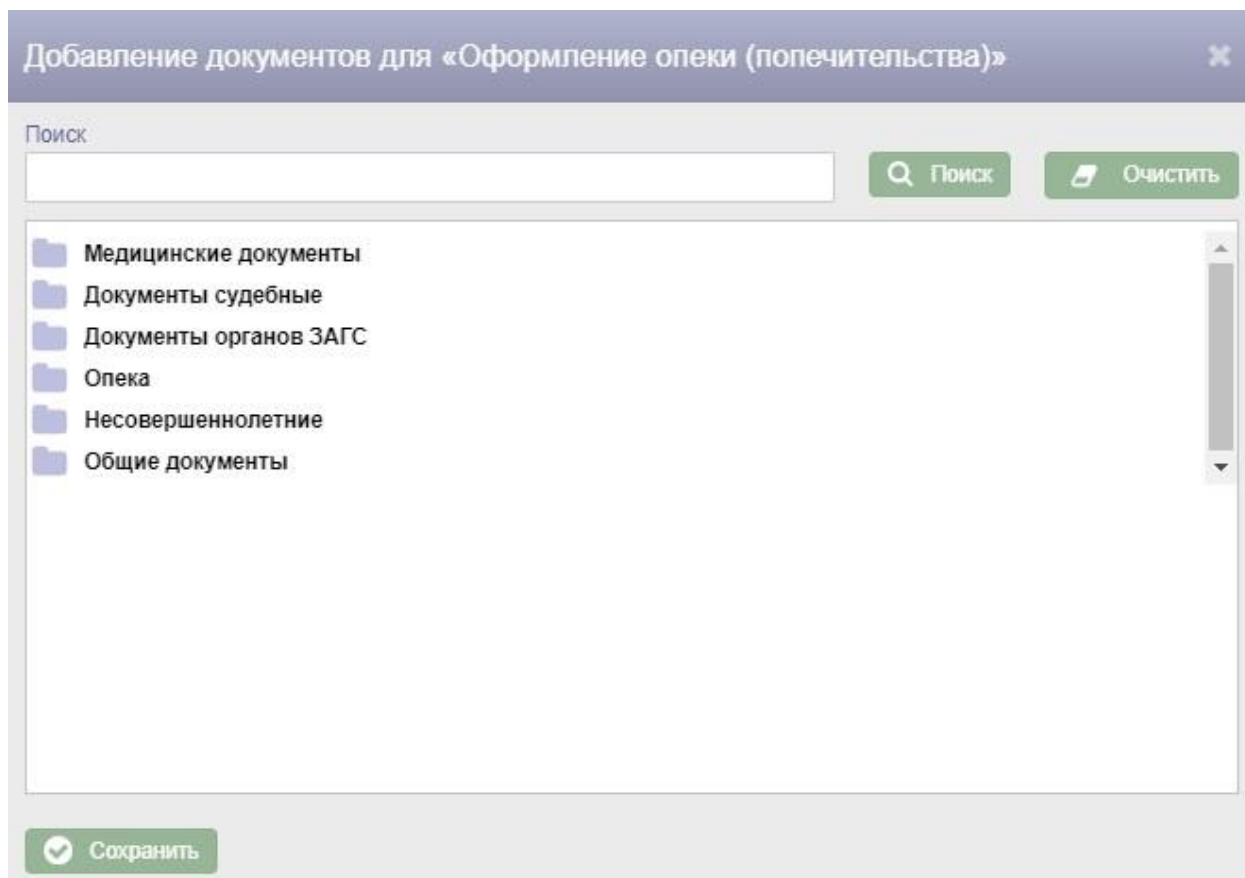 Добавление документов для «Оформление опеки (попечительства)»
Поиск
Поиск
Очистить
Медицинские документы
Документы судебные
Документы органов ЗАГС
Опека
Несовершеннолетние
Общие документы
Сохранить